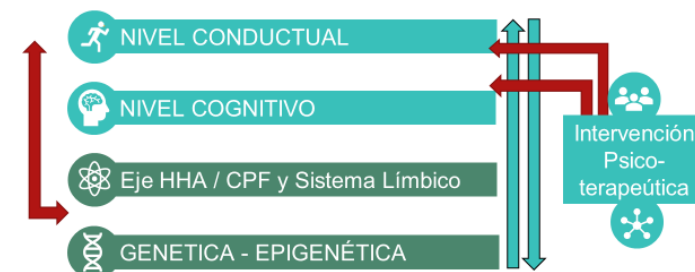 NIVEL CONDUCTUAL
NIVEL COGNITIVO
Eje HHA / CPF y Sistema Límbico
GENETICA - EPIGENÉTICA
Intervención
Psico-
terapeútica